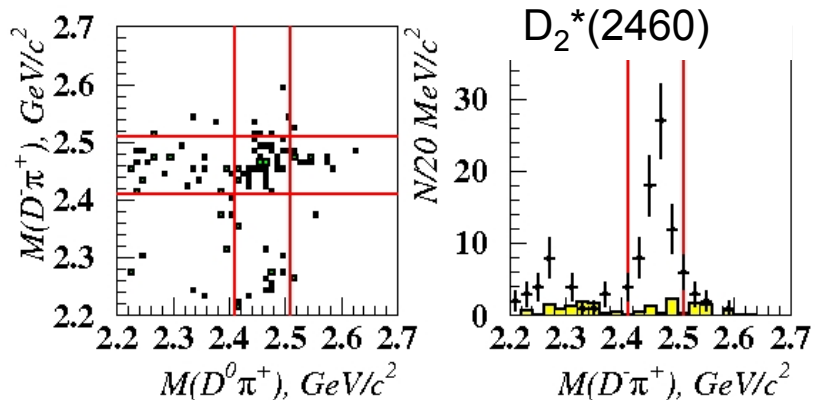 D₂*(2460)
M(D⁻π⁺), GeV/c²
2.7
2.6
2.5
2.4
2.3
2.2
2.2 2.3 2.4 2.5 2.6 2.7
M(D⁰π⁺), GeV/c²
N/20 MeV/c²
30
20
10
0
2.2 2.3 2.4 2.5 2.6 2.7
M(D⁻π⁺), GeV/c²